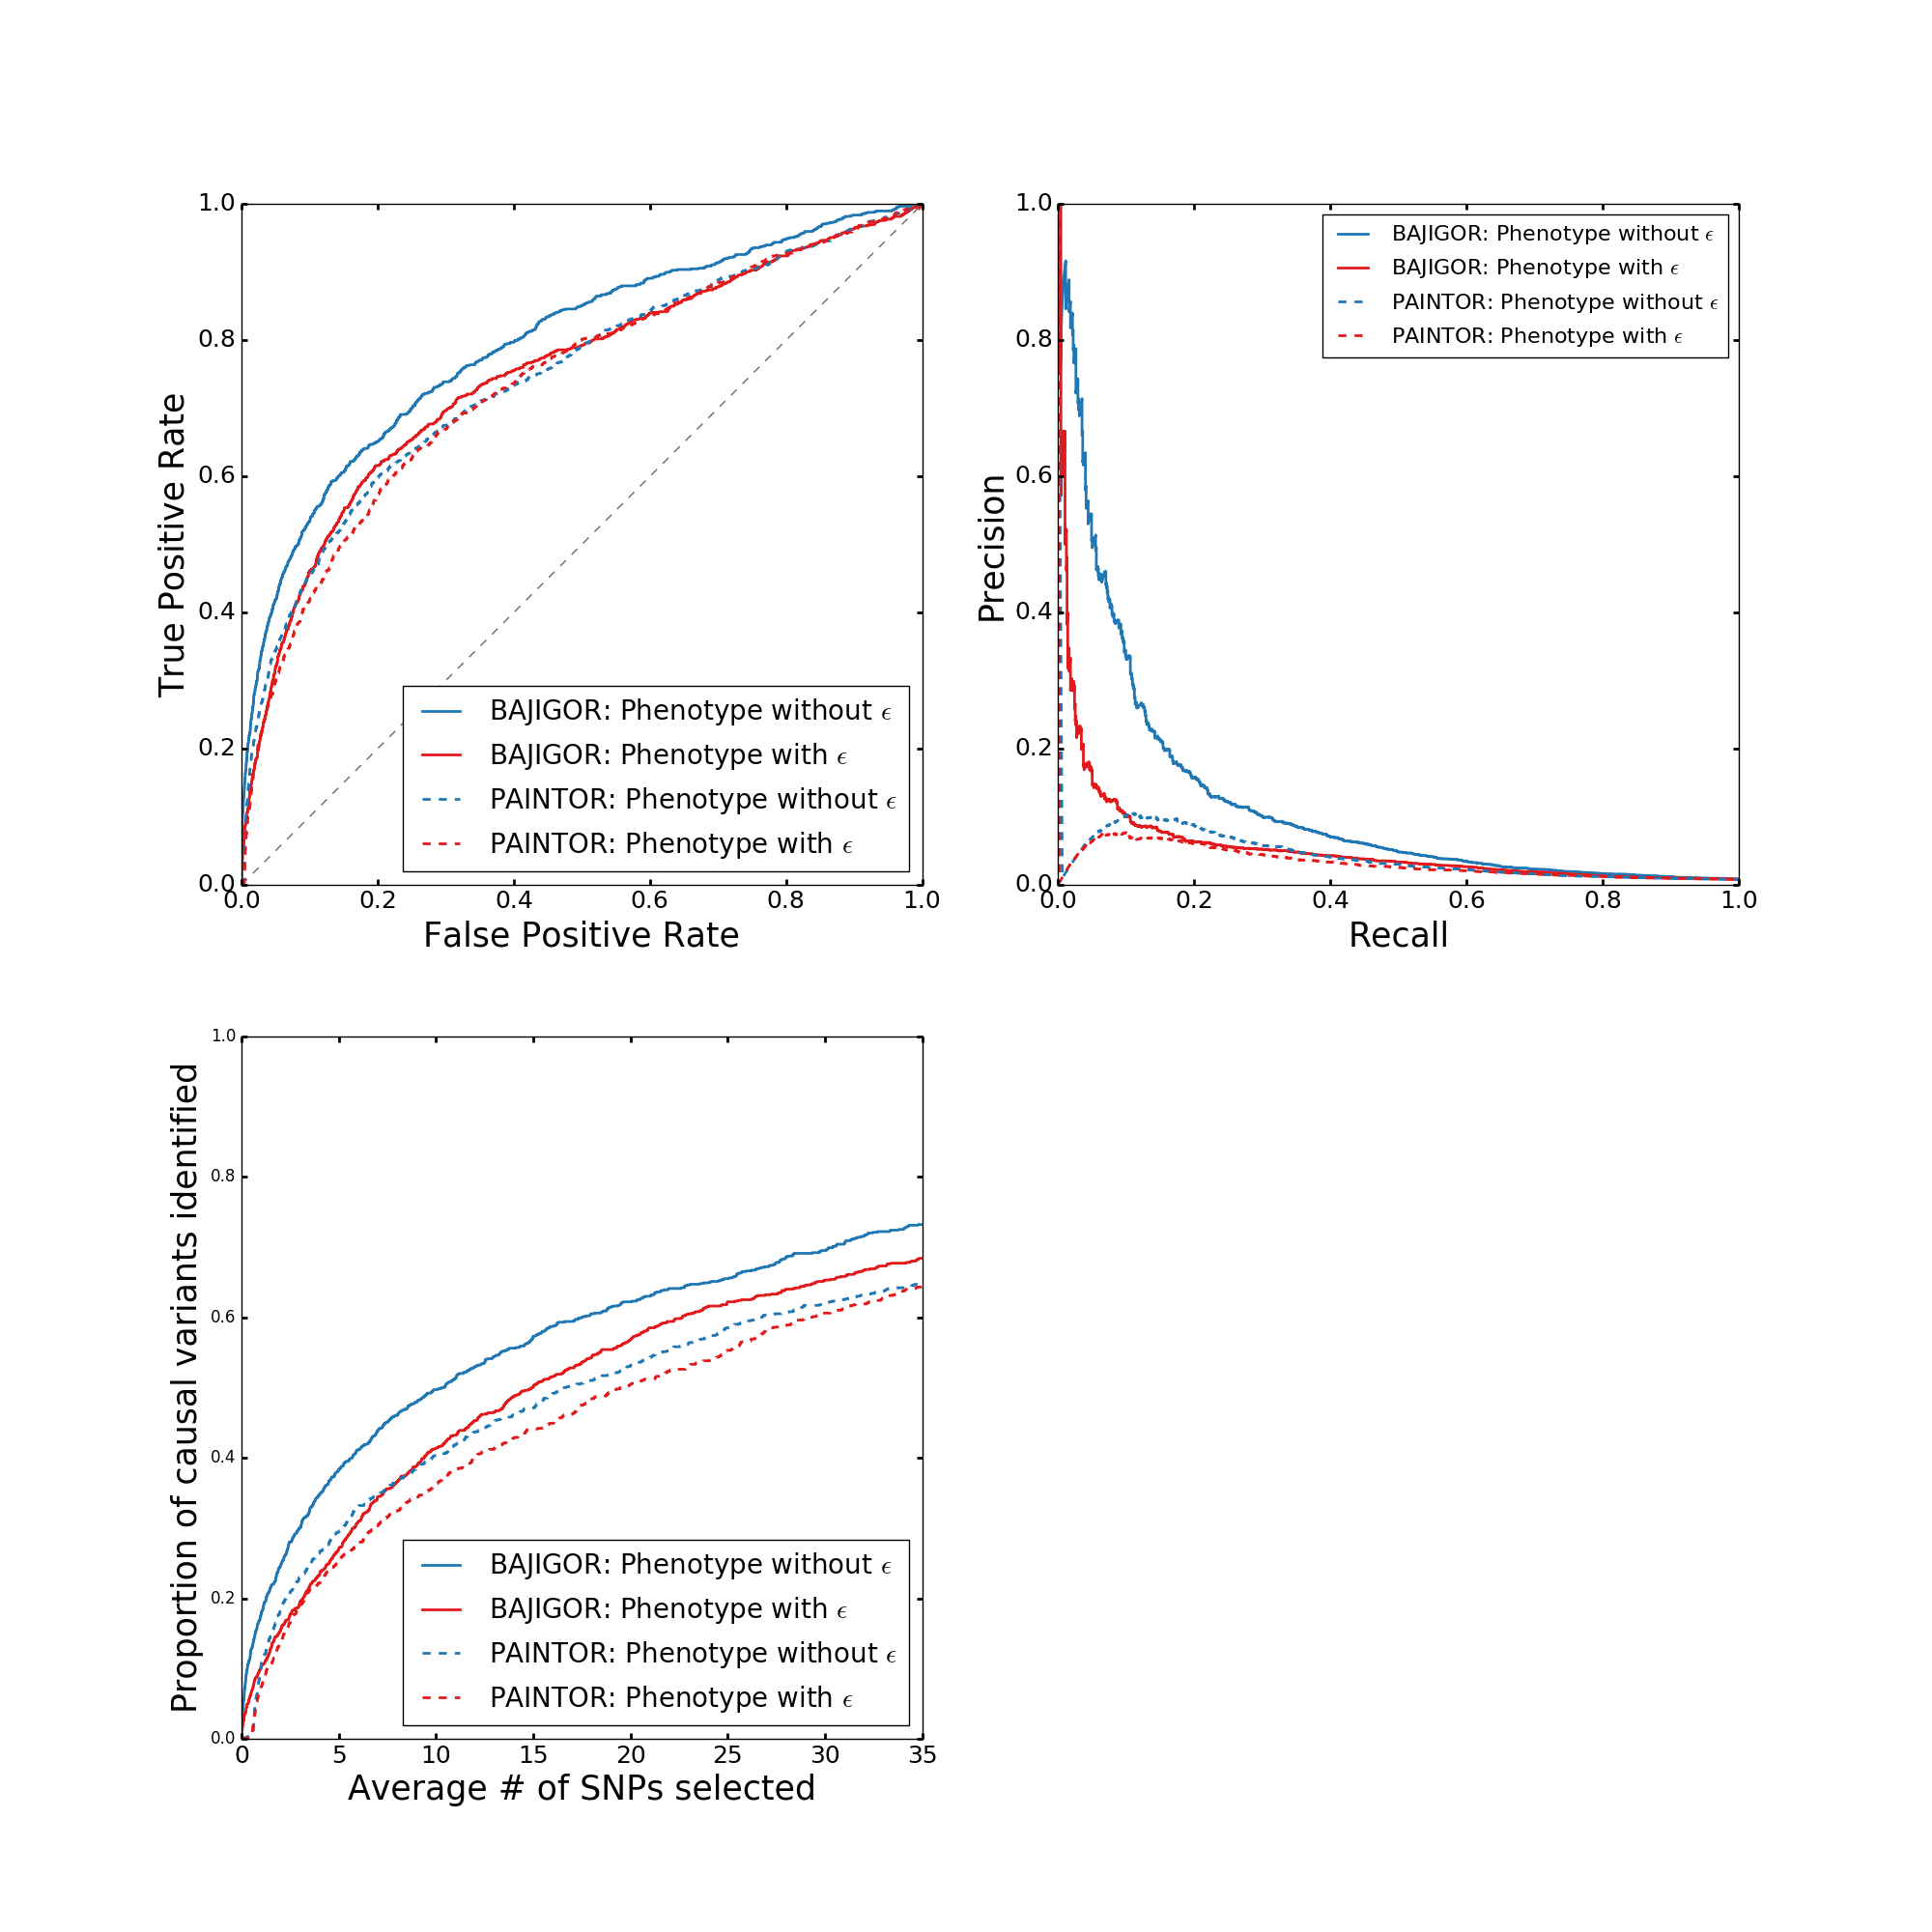 1.0
0.8
0.6
0.4
0.2
0.0
True Positive Rate
0.0 0.2 0.4 0.6 0.8 1.0
False Positive Rate
BAJIGOR: Phenotype without ϵ
BAJIGOR: Phenotype with ϵ
PAINTOR: Phenotype without ϵ
PAINTOR: Phenotype with ϵ
1.0
0.8
0.6
0.4
0.2
0.0
Precision
0.0 0.2 0.4 0.6 0.8 1.0
Recall
BAJIGOR: Phenotype without ϵ
BAJIGOR: Phenotype with ϵ
PAINTOR: Phenotype without ϵ
PAINTOR: Phenotype with ϵ
1.0
0.8
0.6
0.4
0.2
0.0
Proportion of causal variants identified
0 5 10 15 20 25 30 35
Average # of SNPs selected
BAJIGOR: Phenotype without ϵ
BAJIGOR: Phenotype with ϵ
PAINTOR: Phenotype without ϵ
PAINTOR: Phenotype with ϵ